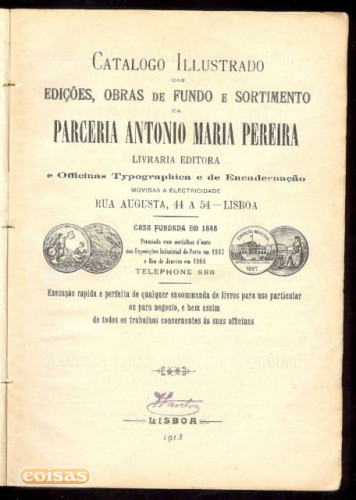 CATALOGO ILLUSTRADO
DAS
EDIÇÕES, OBRAS DE FUNDO E SORTIMENTO
DA
PARCERIA ANTONIO MARIA PEREIRA
LIVRARIA EDITORA
e Officinas Typographica e de Encadernação
MOVIDAS A ELECTRICIDADE
RUA AUGUSTA, 44 A 54 — LISBOA
CASA FUNDADA EM 1848
Premiada com medalhas d'ouro
nas Exposições Industrial do Porto em 1897
e Rio de Janeiro em 1908
TELEPHONE 886
1897
Execução rapida e perfeita de qualquer encommenda de livros para uso particular
ou para negocio, e bem assim
de todos os trabalhos concernentes ás suas officinas
LISBOA
1913
coisas